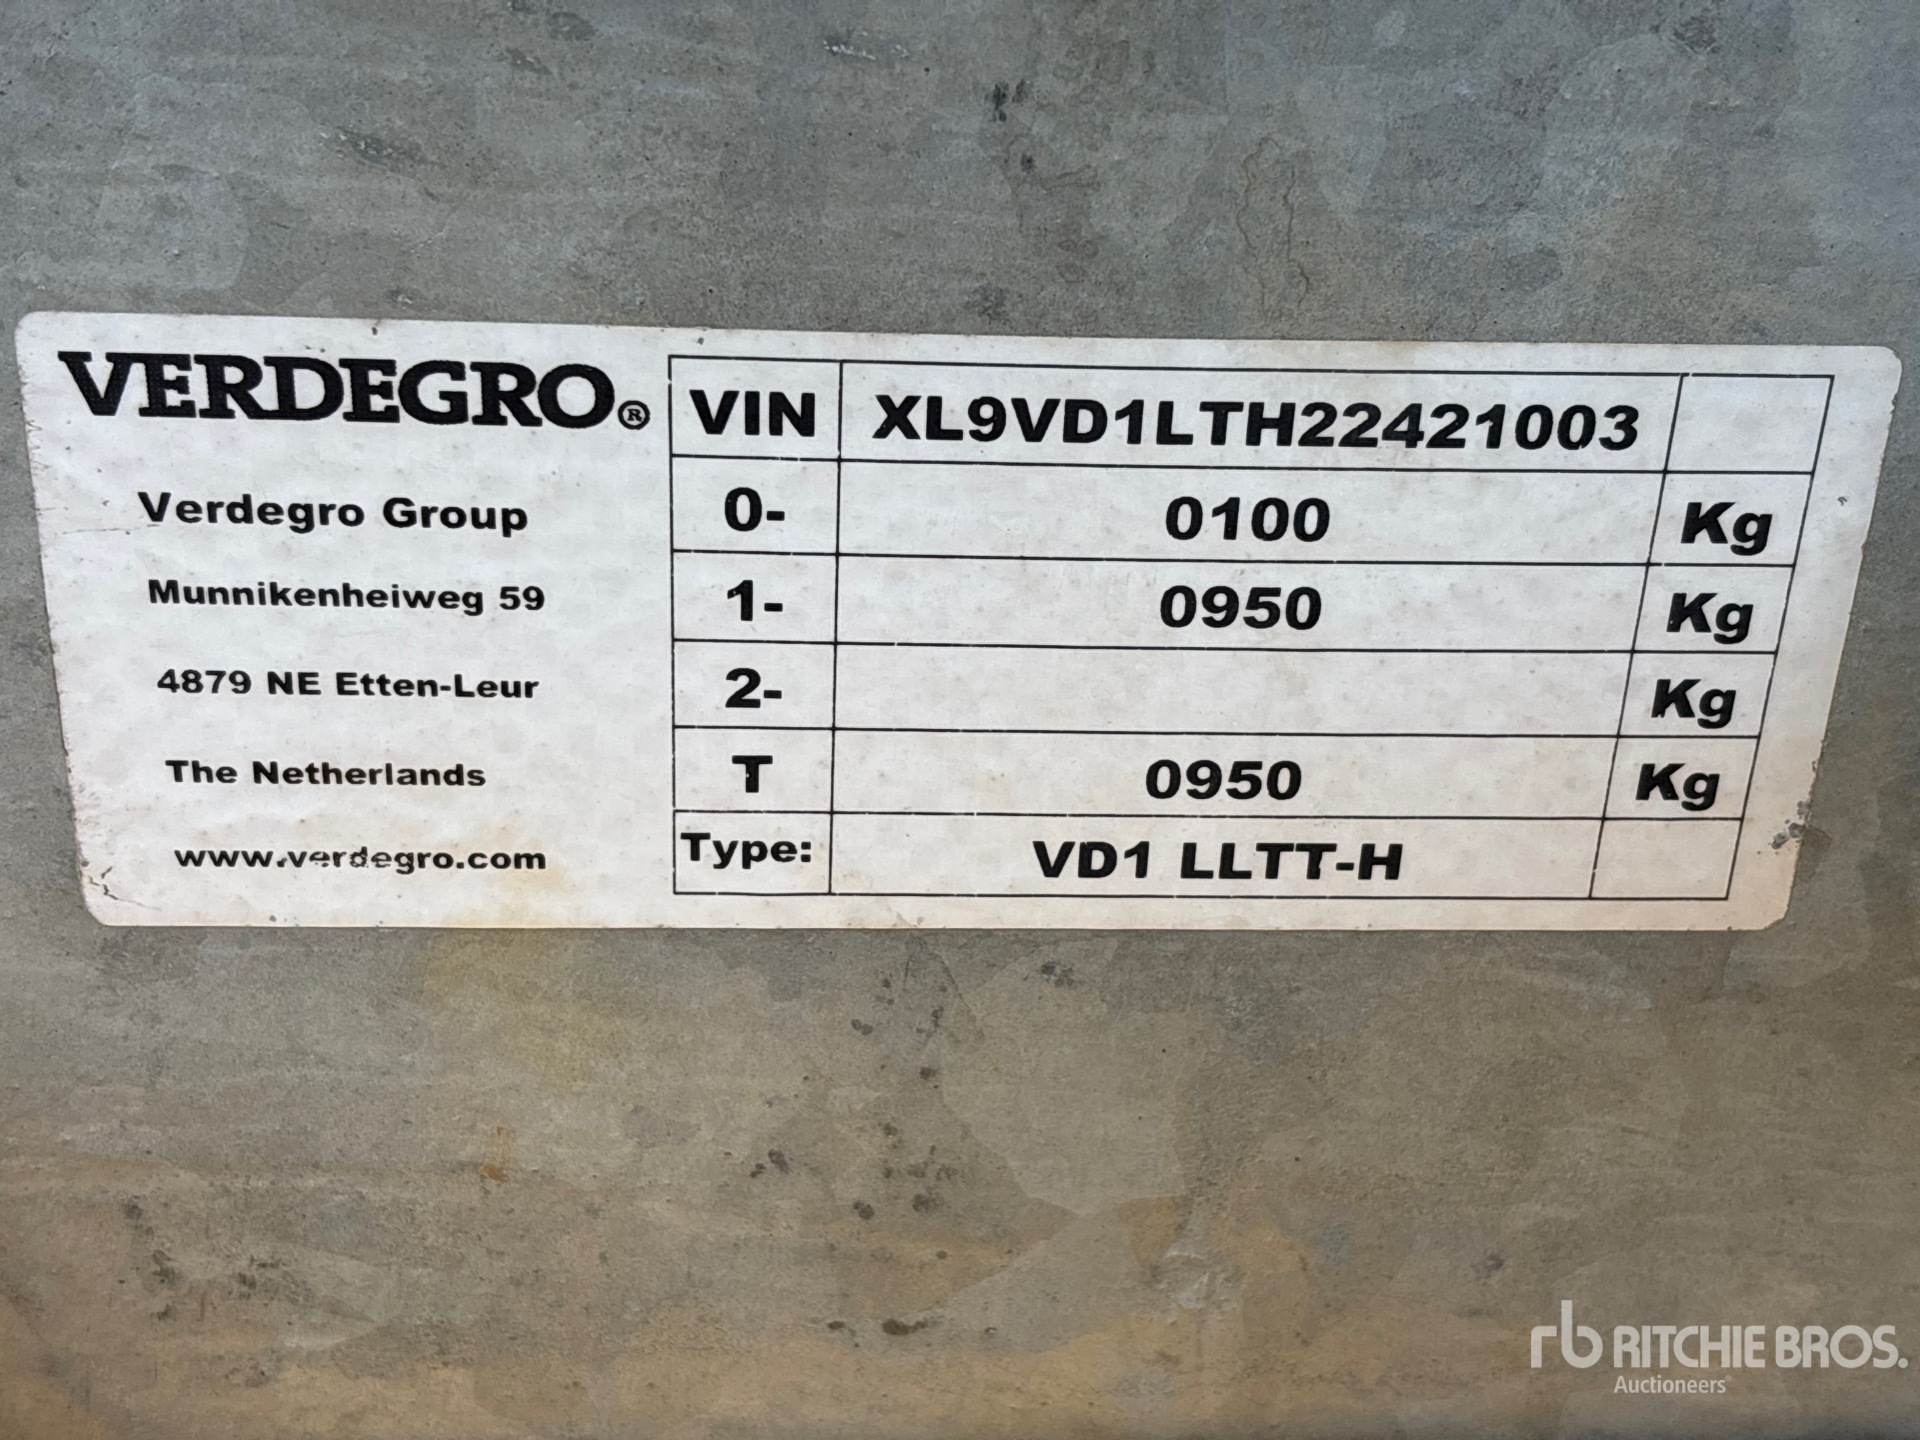 VERDEGRO®
Verdegro Group
Munnikenheiweg 59
4879 NE Etten-Leur
The Netherlands
www.verdegro.com
VIN XL9VD1LTH22421003
0- 0100 Kg
1- 0950 Kg
2- Kg
T 0950 Kg
Type: VD1 LLTT-H
rb RITCHIE BROS.
Auctioneers